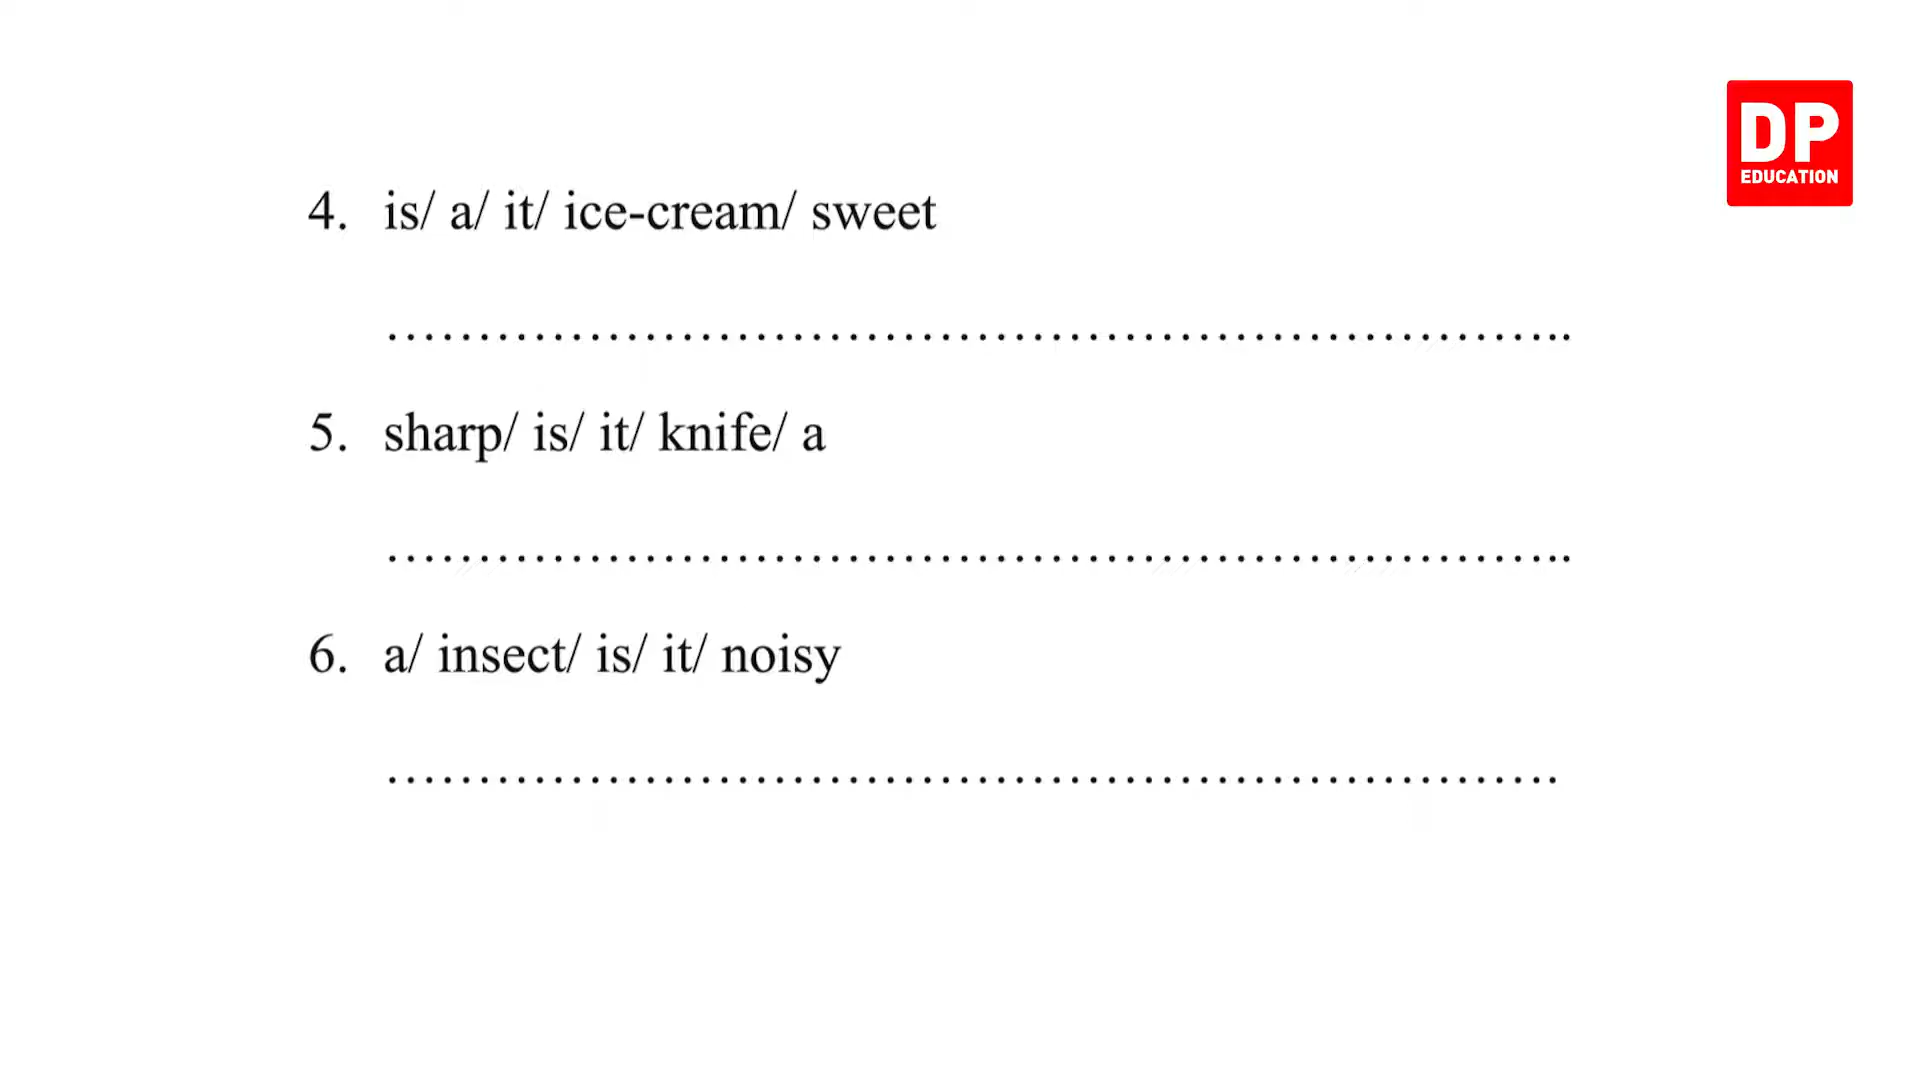 DP
EDUCATION
4. is/ a/ it/ ice-cream/ sweet
……………………………………………………………..
5. sharp/ is/ it/ knife/ a
……………………………………………………………..
6. a/ insect/ is/ it/ noisy
…………………………………………………………….